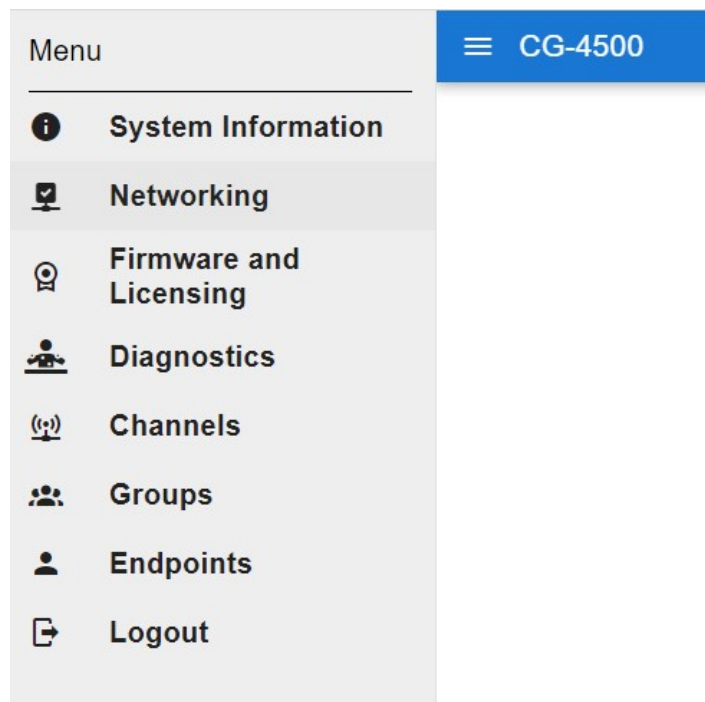 Menu
CG-4500
System Information
Networking
Firmware and
Licensing
Diagnostics
Channels
Groups
Endpoints
Logout